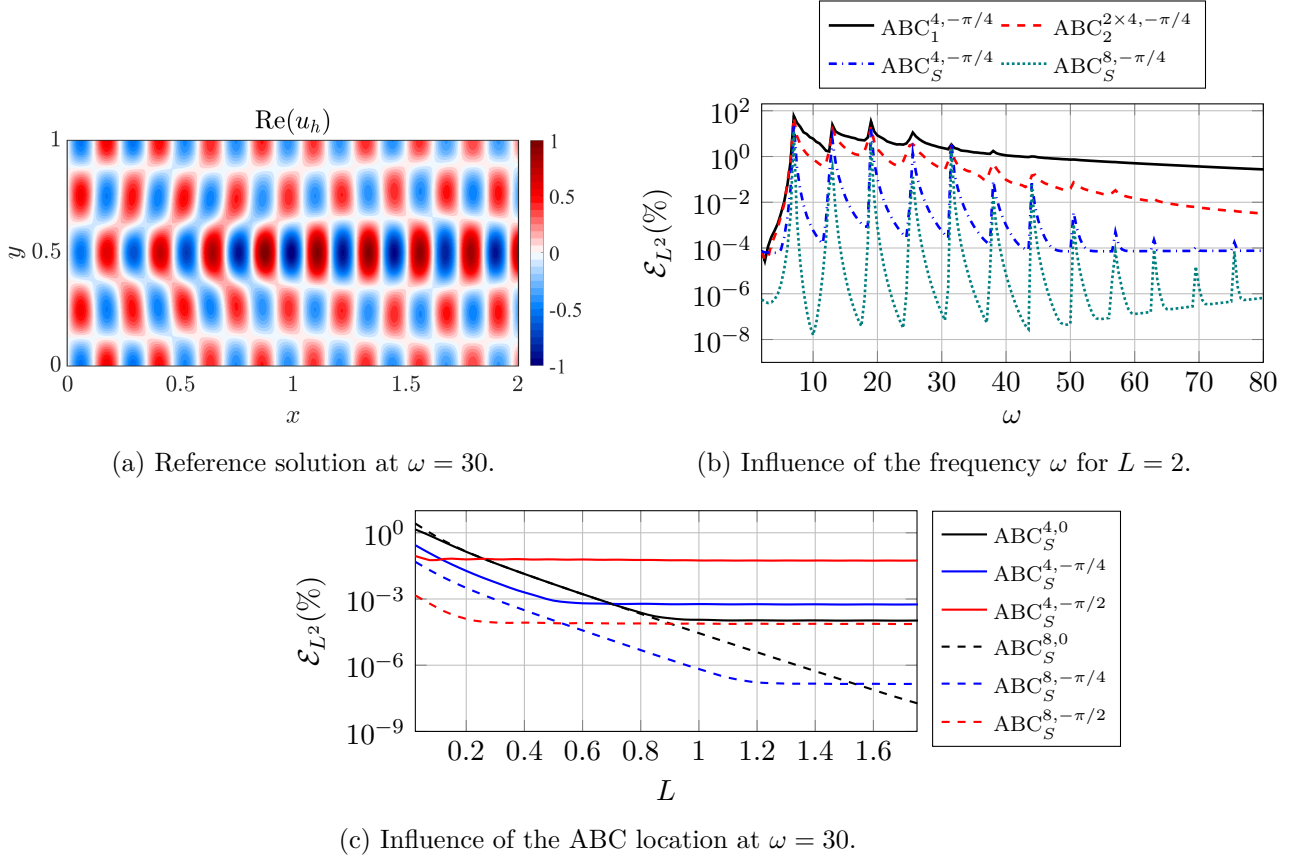 Re(u_h)
1
0.5
0
y
0 0.5 1 1.5 2
x
1
0.5
0
-0.5
-1
(a) Reference solution at ω = 30.
ABC_1^{4,−π/4} ABC_2^{2×4,−π/4}
ABC_S^{4,−π/4} ABC_S^{8,−π/4}
10^2
10^0
10^{−2}
10^{−4}
10^{−6}
10^{−8}
ℰ_{L^2}(%)
10 20 30 40 50 60 70 80
ω
(b) Influence of the frequency ω for L = 2.
10^0
10^{−3}
10^{−6}
10^{−9}
ℰ_{L^2}(%)
0.2 0.4 0.6 0.8 1 1.2 1.4 1.6
L
ABC_S^{4,0}
ABC_S^{4,−π/4}
ABC_S^{4,−π/2}
ABC_S^{8,0}
ABC_S^{8,−π/4}
ABC_S^{8,−π/2}
(c) Influence of the ABC location at ω = 30.